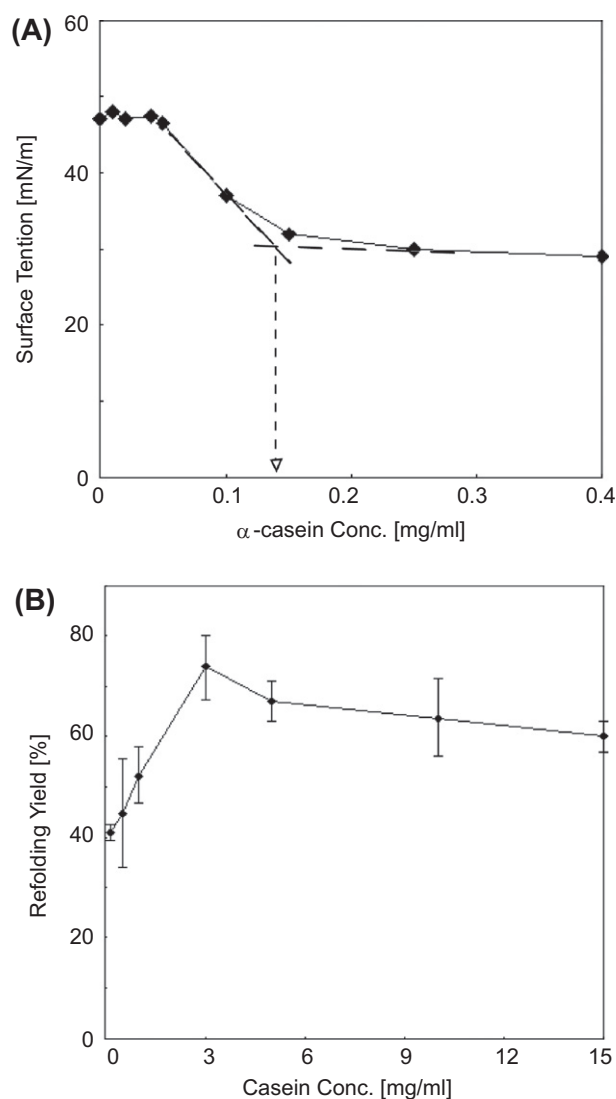 (A)
60
40
20
0
Surface Tention [mN/m]
0 0.1 0.2 0.3 0.4
α-casein Conc. [mg/ml]
(B)
80
60
40
20
0
Refolding Yield [%]
0 3 6 9 12 15
Casein Conc. [mg/ml]